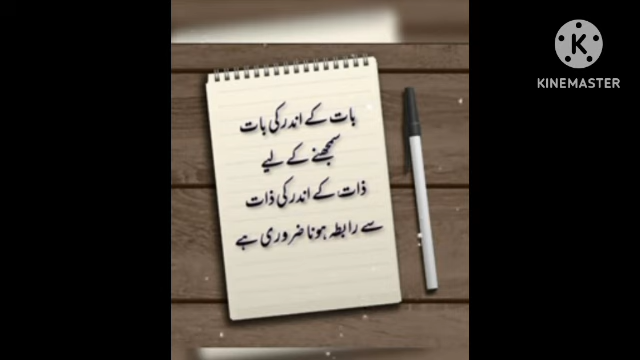 KINEMASTER
بات کے اندر کی بات
سمجھنے کے لیے
ذات کے اندر کی ذات
سے رابطہ ہونا ضروری ہے